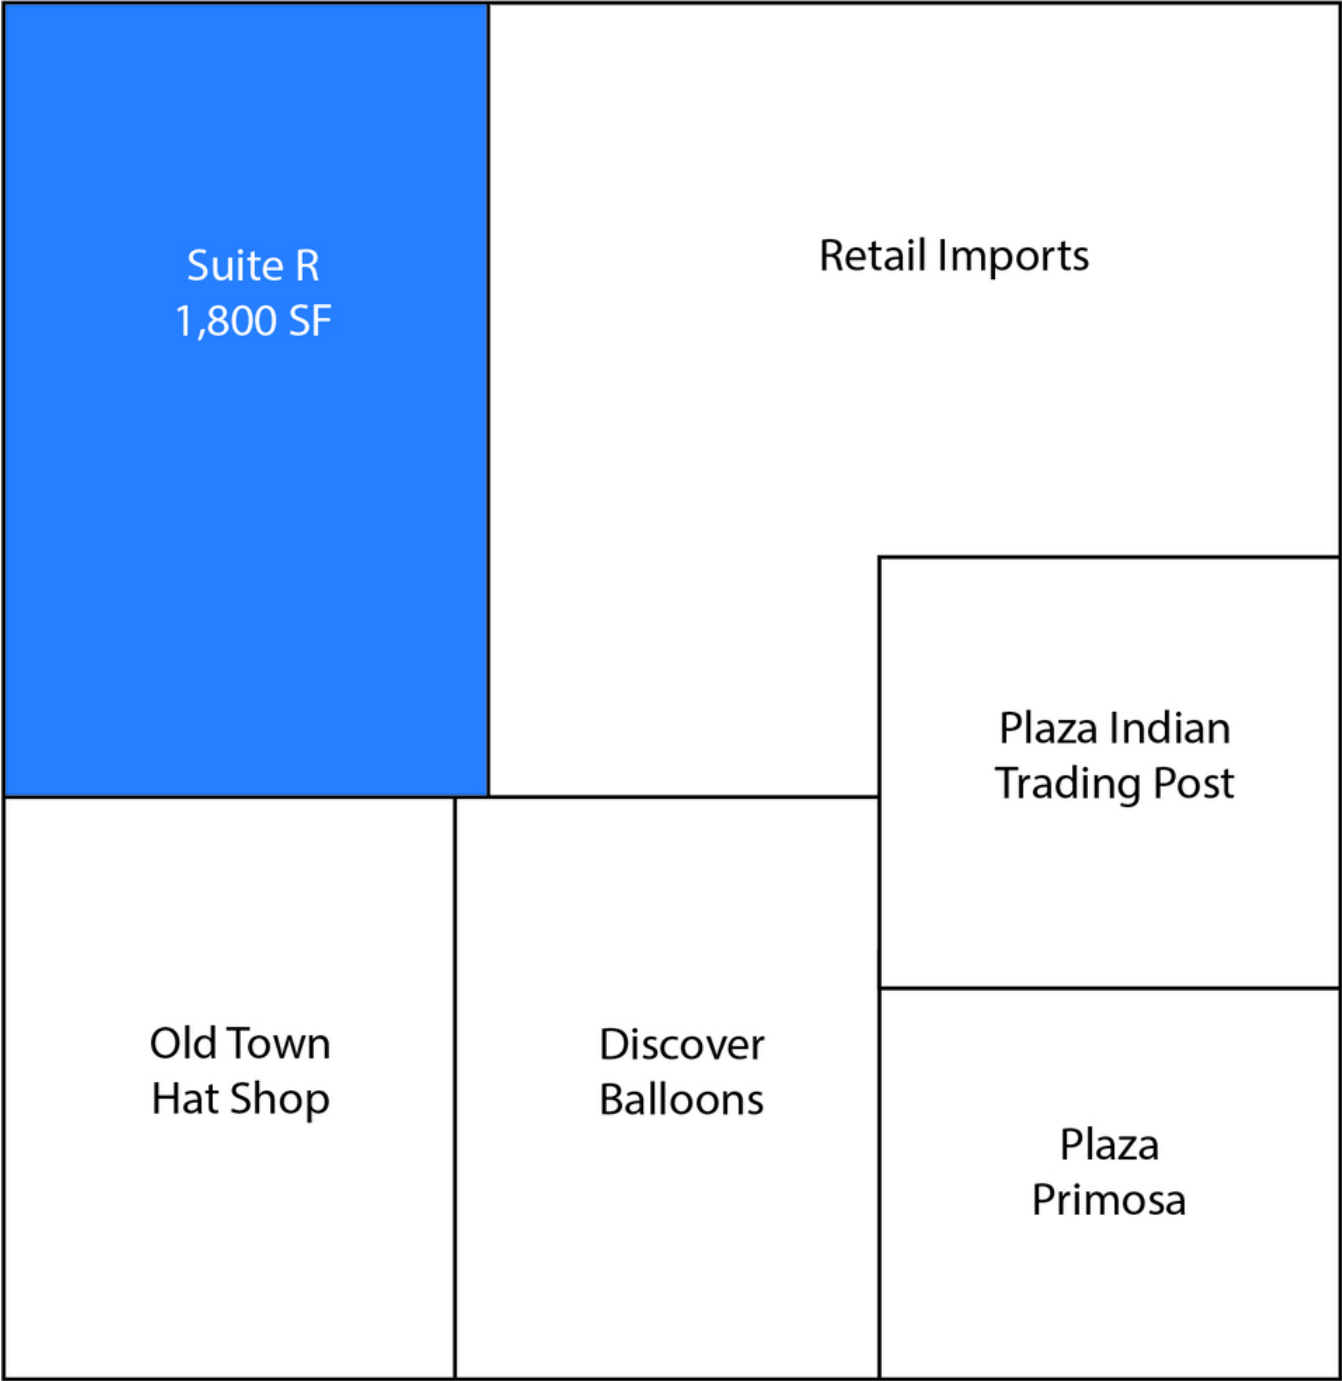 Suite R
1,800 SF
Retail Imports
Plaza Indian
Trading Post
Old Town
Hat Shop
Discover
Balloons
Plaza
Primosa